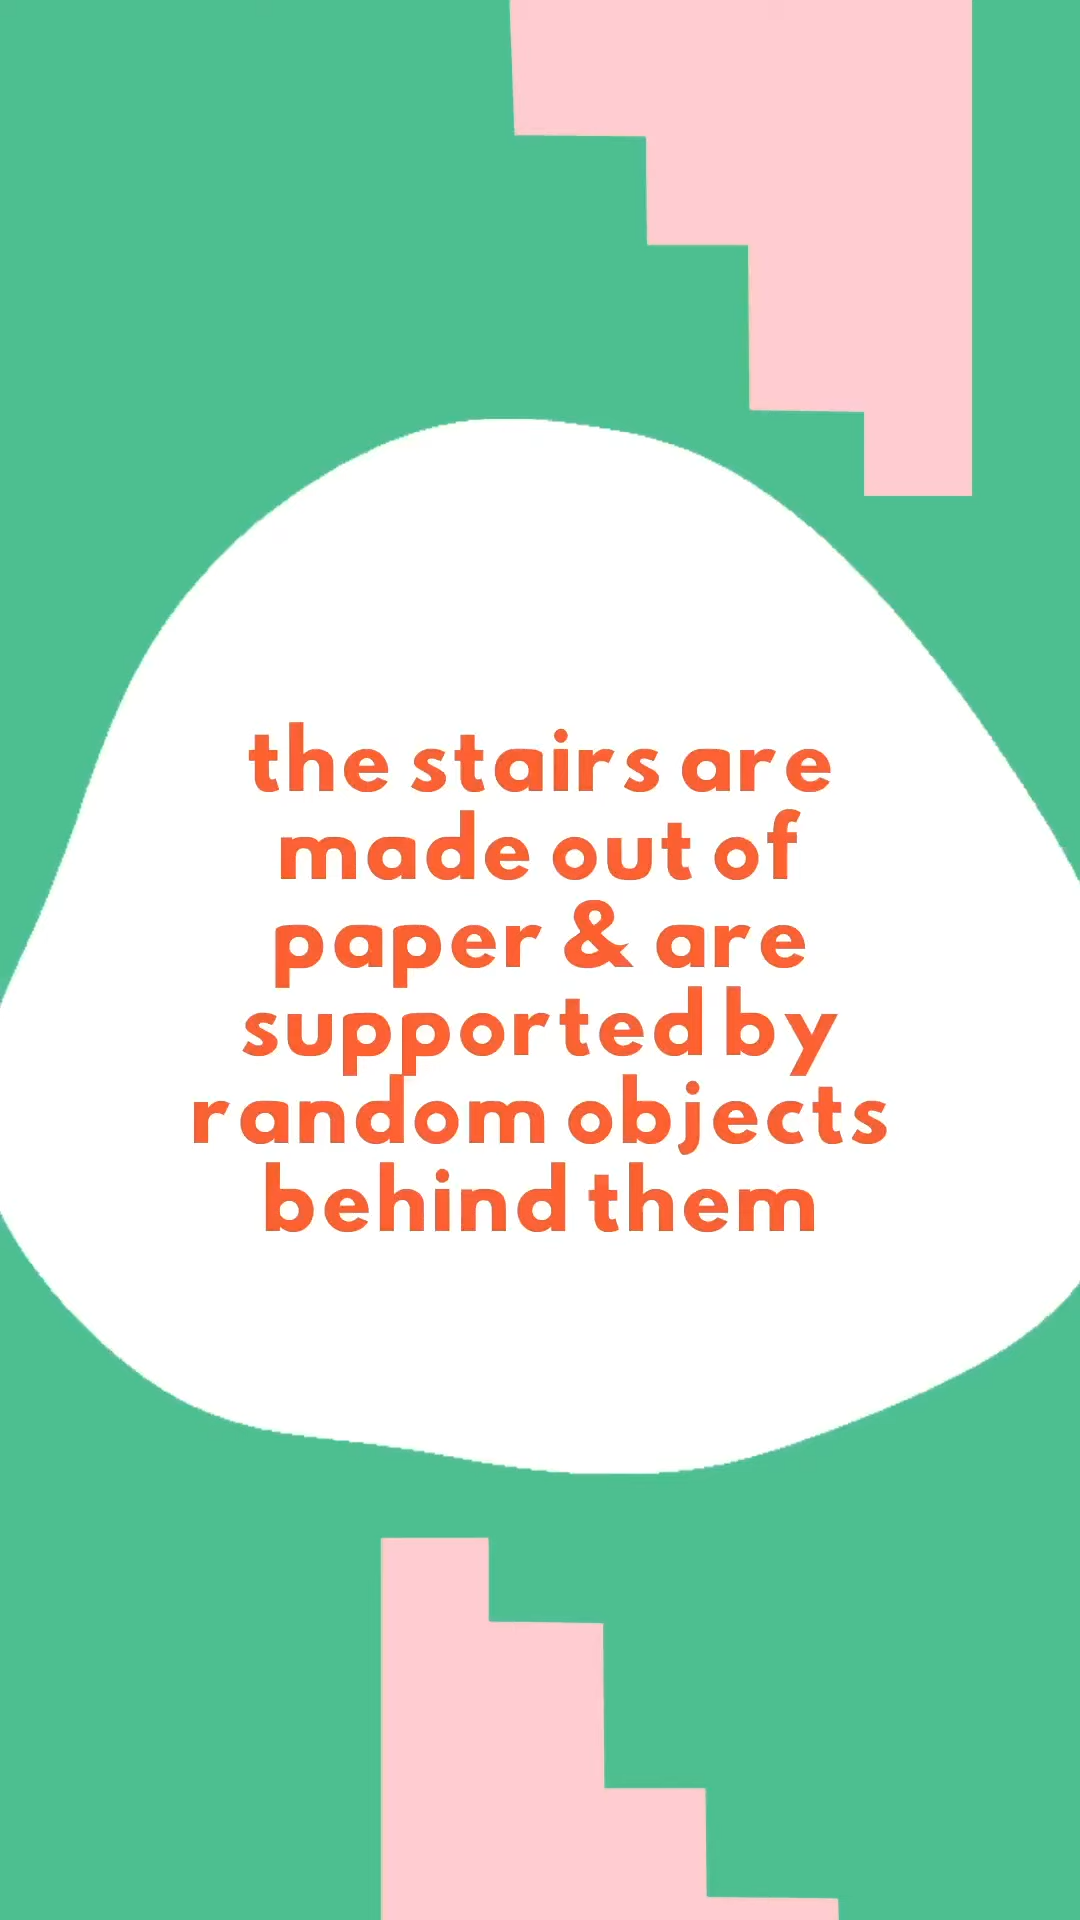 the stairs are
made out of
paper & are
supported by
random objects
behind them